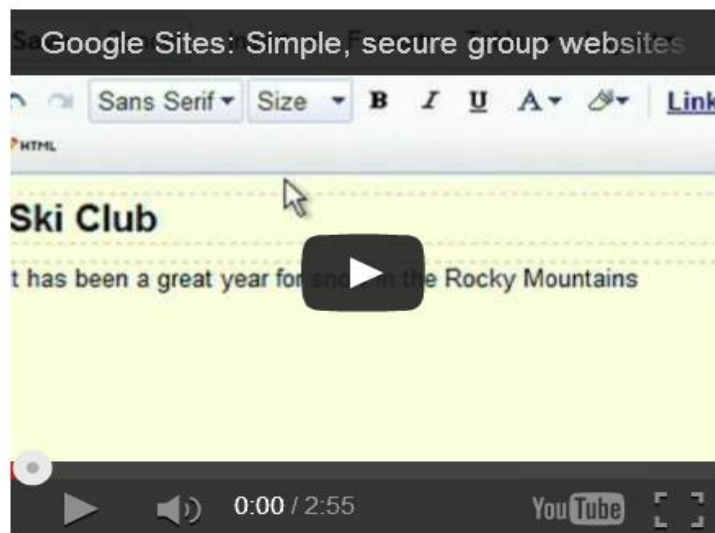 Google Sites: Simple, secure group websites
Sans Serif Size B I U A Link
HTML
Ski Club
t has been a great year for in the Rocky Mountains
0:00 / 2:55
YouTube